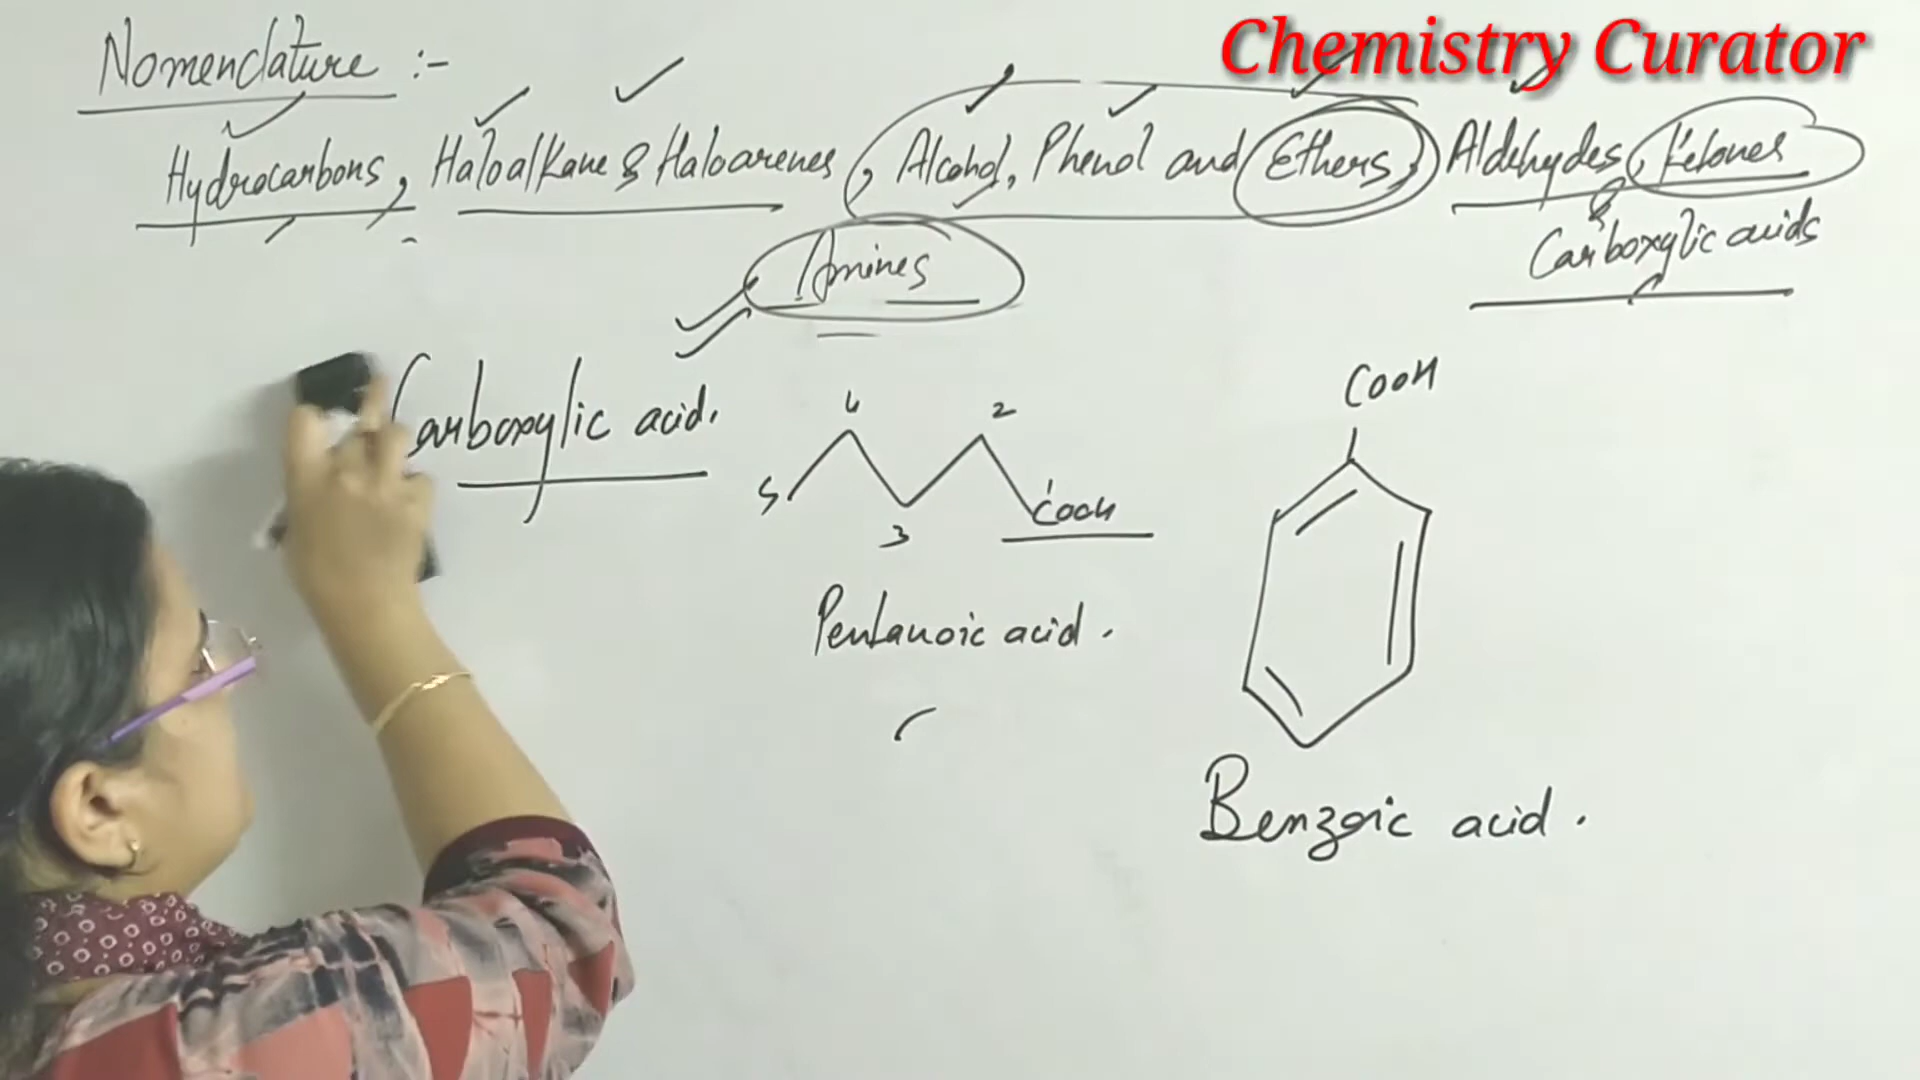 Chemistry Curator
Nomenclature :-
Hydrocarbons, Haloalkane & Haloarenes, Alcohol, Phenol and Ethers, Aldehydes, Ketones
& Carboxylic acids
Amines
Carboxylic acid.
4 2
5 3 1
COOH
Pentanoic acid.
COOH
Benzoic acid.